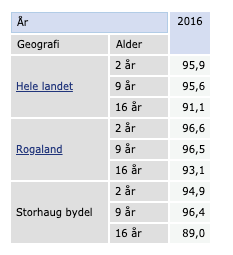 År 2016
Geografi Alder
Hele landet 2 år 95,9
9 år 95,6
16 år 91,1
Rogaland 2 år 96,6
9 år 96,5
16 år 93,1
Storhaug bydel 2 år 94,9
9 år 96,4
16 år 89,0